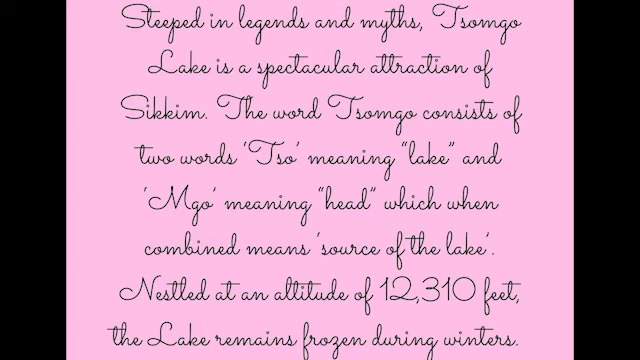 Steeped in legends and myths, Tsomgo
Lake is a spectacular attraction of
Sikkim. The word Tsomgo consists of
two words 'Tso' meaning "lake" and
'Mgo' meaning "head" which when
combined means 'source of the lake'.
Nestled at an altitude of 12,310 feet,
the Lake remains frozen during winters.